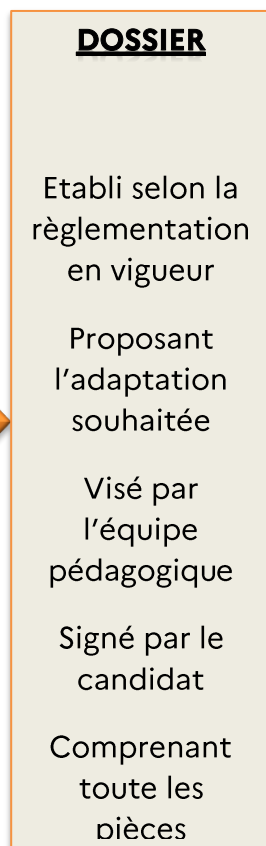 DOSSIER
Etabli selon la
règlementation
en vigueur
Proposant
l'adaptation
souhaitée
Visé par
l'équipe
pédagogique
Signé par le
candidat
Comprenant
toute les
pièces